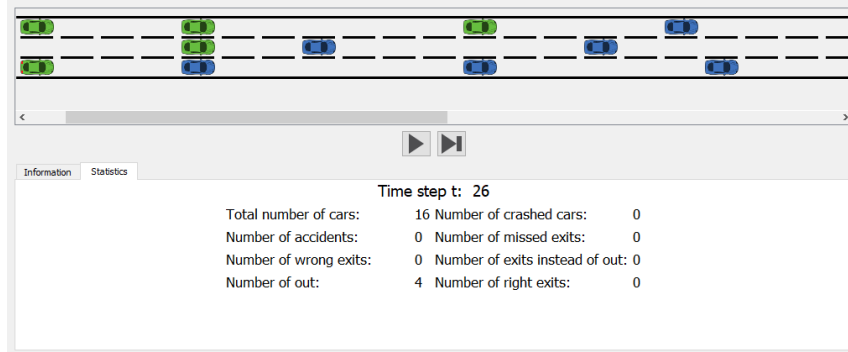 Information Statistics
Time step t: 26
Total number of cars: 16 Number of crashed cars: 0
Number of accidents: 0 Number of missed exits: 0
Number of wrong exits: 0 Number of exits instead of out: 0
Number of out: 4 Number of right exits: 0